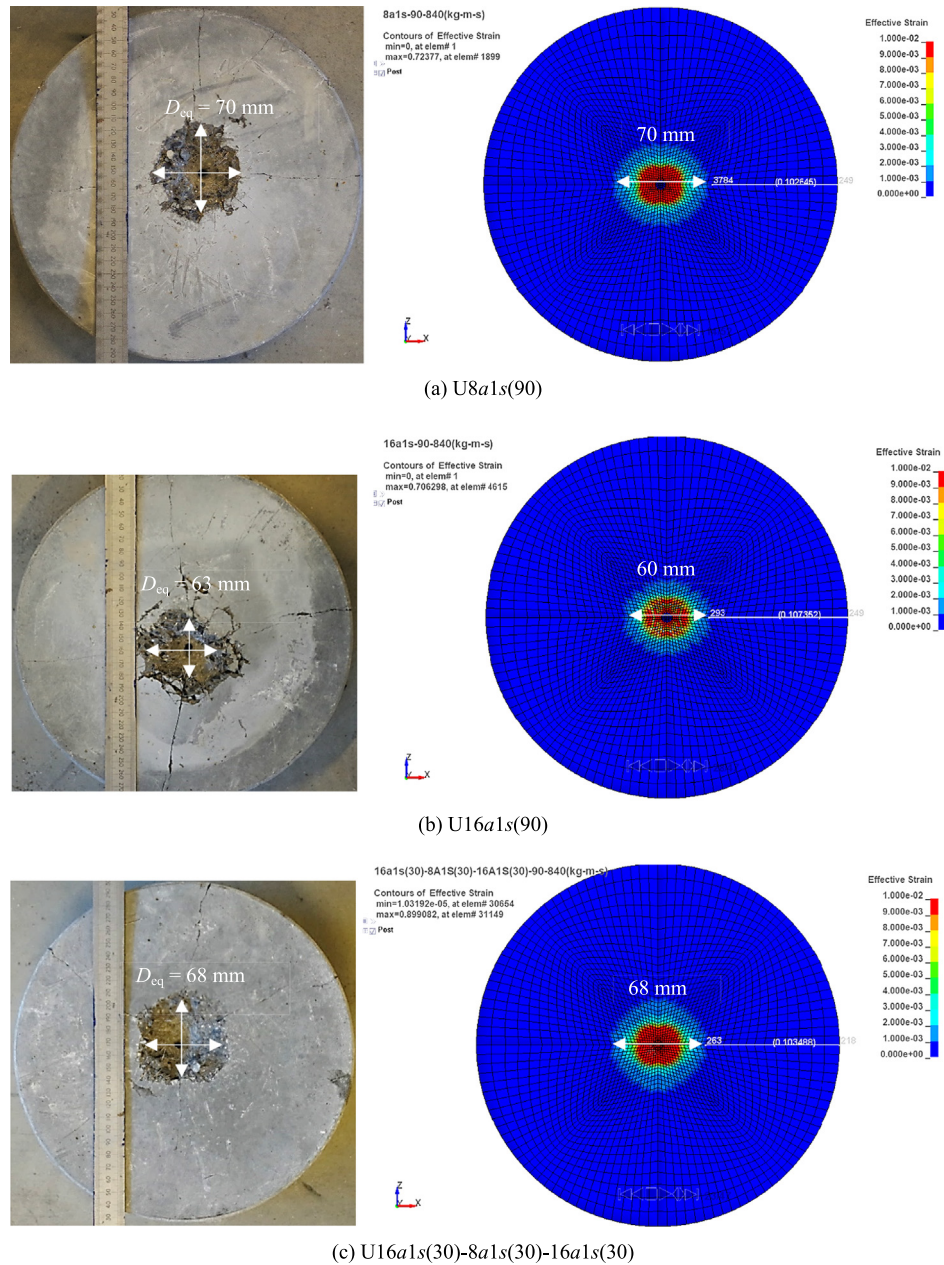 8a1s-90-840(kg-m-s)
Contours of Effective Strain
min=0, at elem# 1
max=0.72377, at elem# 1899
Post
Effective Strain
1.000e-02
9.000e-03
8.000e-03
7.000e-03
6.000e-03
5.000e-03
4.000e-03
3.000e-03
2.000e-03
1.000e-03
0.000e+00
D_eq = 70 mm
70 mm
3784
(0.102645)
249
Z
Y
X
(a) U8a1s(90)
16a1s-90-840(kg-m-s)
Contours of Effective Strain
min=0, at elem# 1
max=0.706298, at elem# 4615
Post
Effective Strain
1.000e-02
9.000e-03
8.000e-03
7.000e-03
6.000e-03
5.000e-03
4.000e-03
3.000e-03
2.000e-03
1.000e-03
0.000e+00
D_eq = 63 mm
60 mm
293
(0.107352)
249
Z
Y
X
(b) U16a1s(90)
16a1s(30)-8A1S(30)-16A1S(30)-90-840(kg-m-s)
Contours of Effective Strain
min=1.03192e-05, at elem# 30654
max=0.899082, at elem# 31149
Post
Effective Strain
1.000e-02
9.000e-03
8.000e-03
7.000e-03
6.000e-03
5.000e-03
4.000e-03
3.000e-03
2.000e-03
1.000e-03
0.000e+00
D_eq = 68 mm
68 mm
263
(0.103488)
218
Z
Y
X
(c) U16a1s(30)-8a1s(30)-16a1s(30)